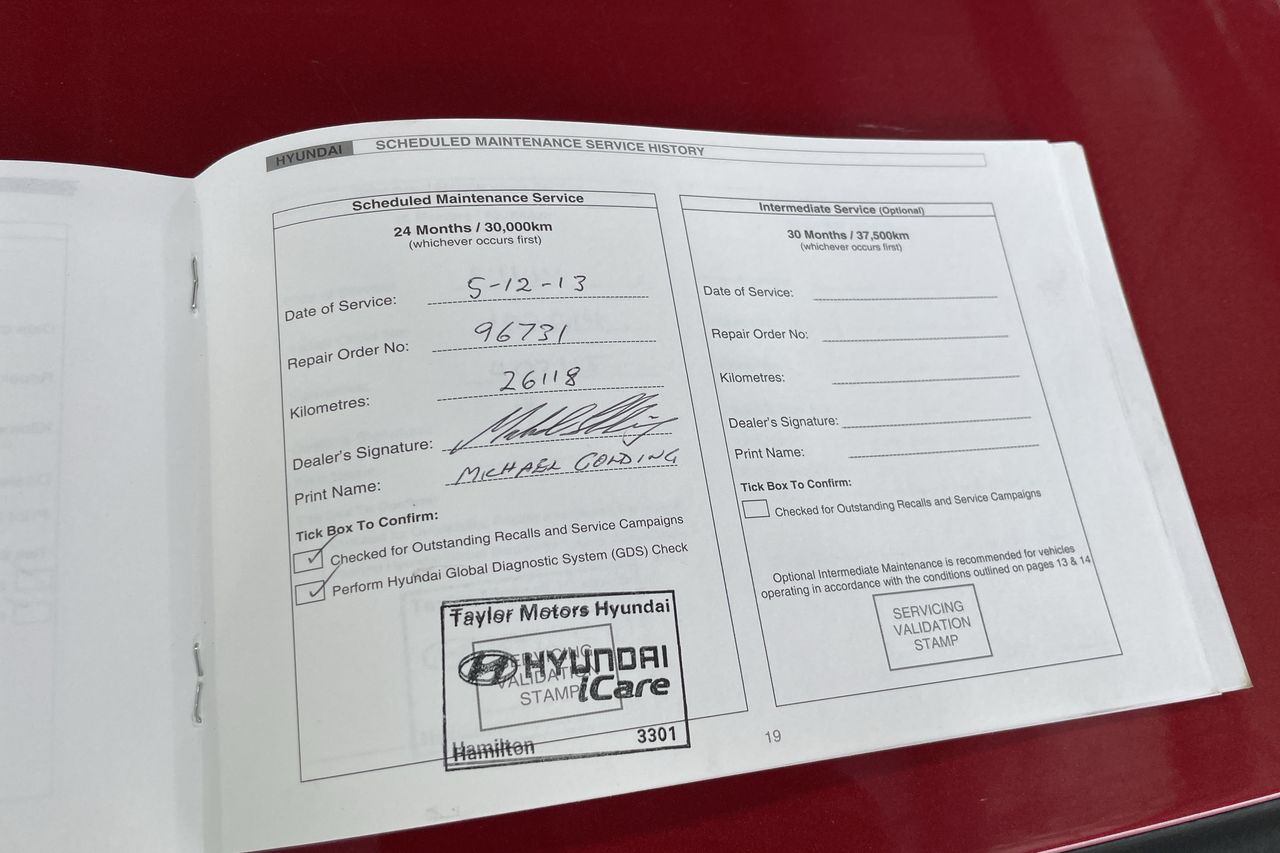 HYUNDAI SCHEDULED MAINTENANCE SERVICE HISTORY
Scheduled Maintenance Service
24 Months / 30,000km
(whichever occurs first)
Date of Service: 5-12-13
Repair Order No: 96731
Kilometres: 26118
Dealer's Signature:
Print Name: MICHAEL GOLDING
Tick Box To Confirm:
Checked for Outstanding Recalls and Service Campaigns
Perform Hyundai Global Diagnostic System (GDS) Check
Taylor Motors Hyundai
SERVICING
VALIDATION
STAMP
HYUNDAI
iCare
Hamilton 3301
Intermediate Service (Optional)
30 Months / 37,500km
(whichever occurs first)
Date of Service:
Repair Order No:
Kilometres:
Dealer's Signature:
Print Name:
Tick Box To Confirm:
Checked for Outstanding Recalls and Service Campaigns
Optional Intermediate Maintenance is recommended for vehicles
operating in accordance with the conditions outlined on pages 13 & 14
SERVICING
VALIDATION
STAMP
19